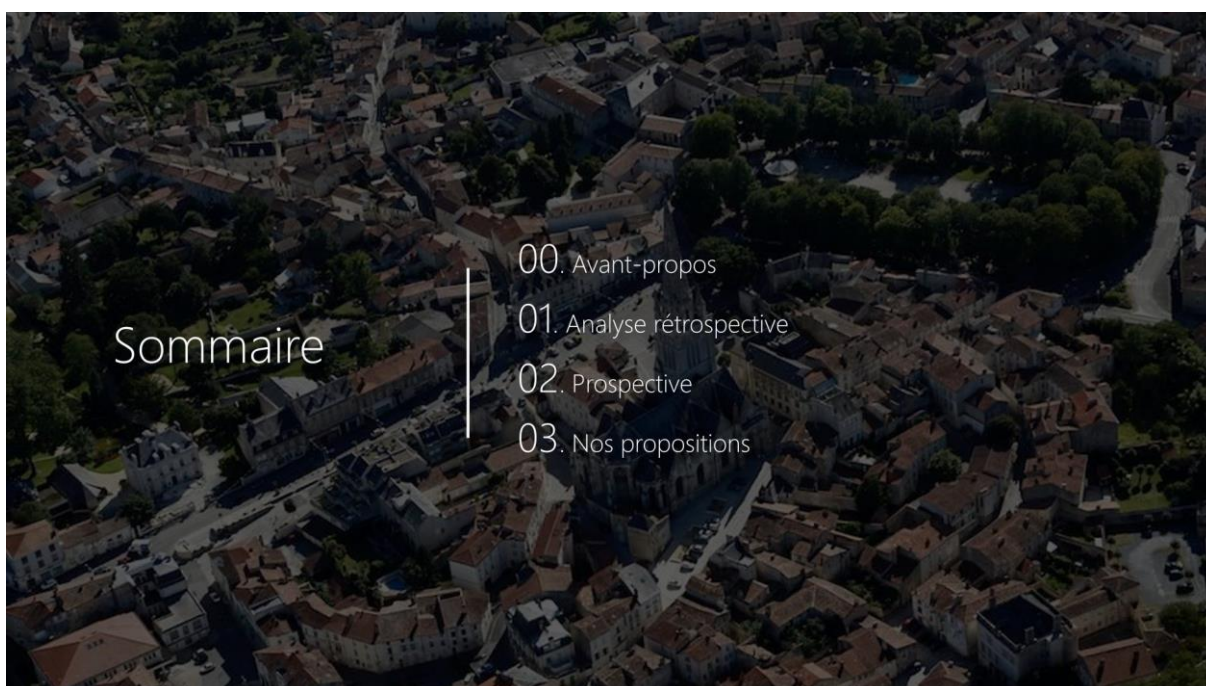 Sommaire
00. Avant-propos
01. Analyse rétrospective
02. Prospective
03. Nos propositions